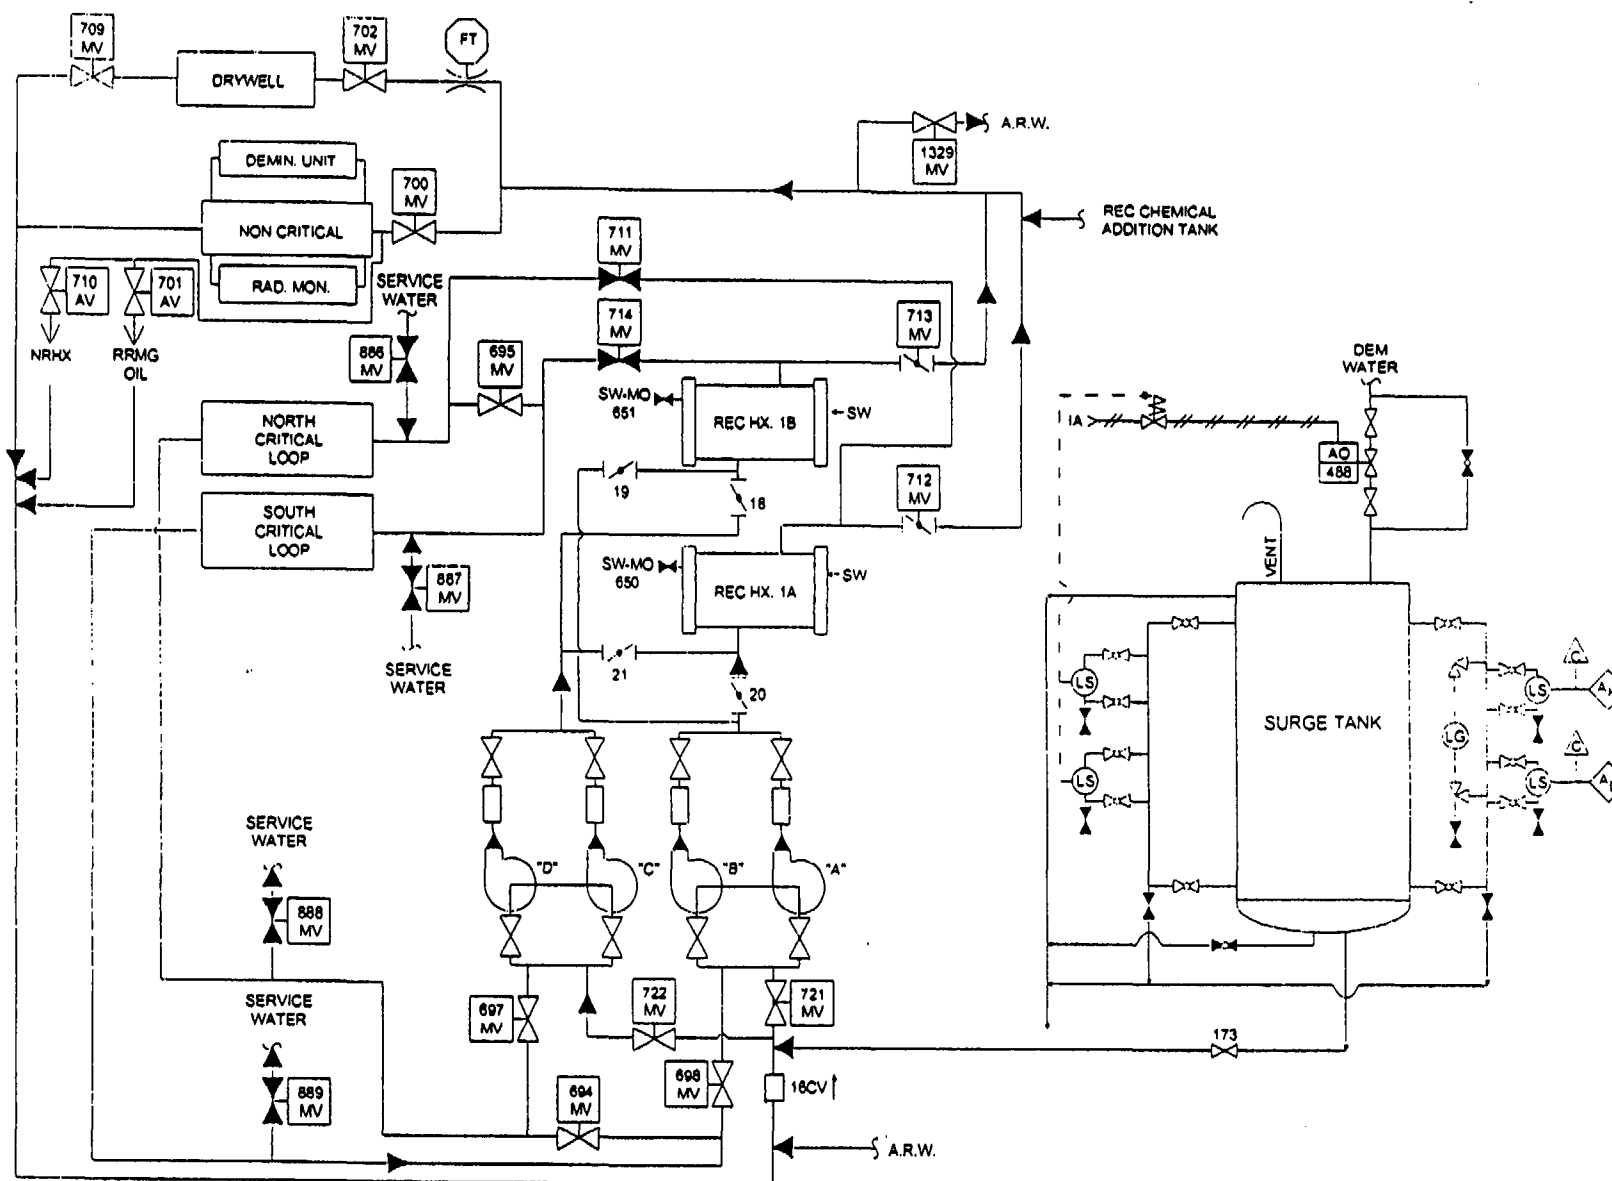 709
MV
702
MV
FT
DRYWELL
A.R.W.
1329
MV
DEMIN. UNIT
700
MV
NON CRITICAL
REC CHEMICAL
ADDITION TANK
711
MV
RAD. MON.
SERVICE
WATER
710
AV
701
AV
714
MV
713
MV
NRHX
RRMG
OIL
886
MV
695
MV
DEM
WATER
SW-MO
651
REC HX. 1B
SW
IA
AO
488
NORTH
CRITICAL
LOOP
19
18
712
MV
SOUTH
CRITICAL
LOOP
VENT
SW-MO
650
REC HX. 1A
SW
887
MV
SERVICE
WATER
21
20
LS
C
LS
SURGE TANK
LG
C
LS
LS
SERVICE
WATER
"D"
"C"
"B"
"A"
888
MV
SERVICE
WATER
697
MV
722
MV
721
MV
173
889
MV
694
MV
698
MV
16CV
A.R.W.